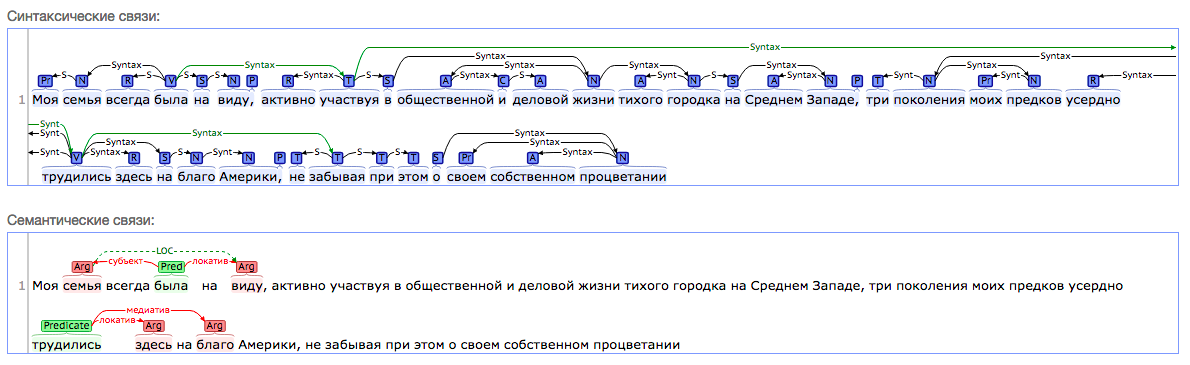 Синтаксические связи:
Syntax
Syntax Syntax Syntax Syntax
Syntax Syntax Syntax Syntax
Pr S N R S V S S S N P R Syntax T S S A Syntax C S A N A Synt N S S A Syntax N P T Synt N Pr S N R Syntax
1 Моя семья всегда была на виду, активно участвуя в общественной и деловой жизни тихого городка на Среднем Западе, три поколения моих предков усердно
Synt
Synt Syntax Syntax Syntax
Synt V Syntax R S S N Synt N P T S T S T T S Pr A Syntax N
трудились здесь на благо Америки, не забывая при этом о своем собственном процветании
Семантические связи:
LOC
Arg субъект Pred локатив Arg
1 Моя семья всегда была на виду, активно участвуя в общественной и деловой жизни тихого городка на Среднем Западе, три поколения моих предков усердно
медиатив
Predicate локатив Arg Arg
трудились здесь на благо Америки, не забывая при этом о своем собственном процветании